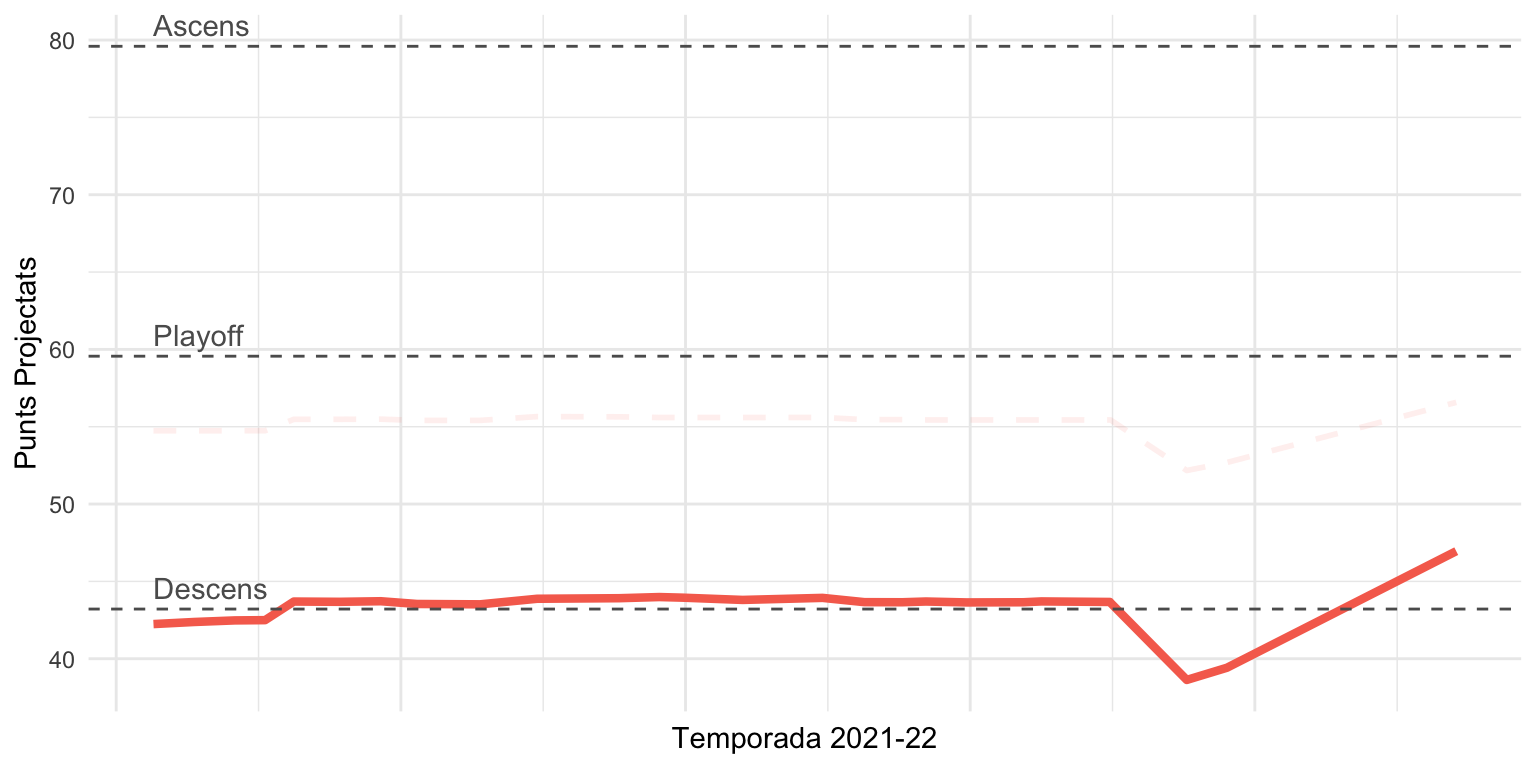 Ascens
80
70
Playoff
60
50
Descens
40
Punts Projectats
Temporada 2021-22